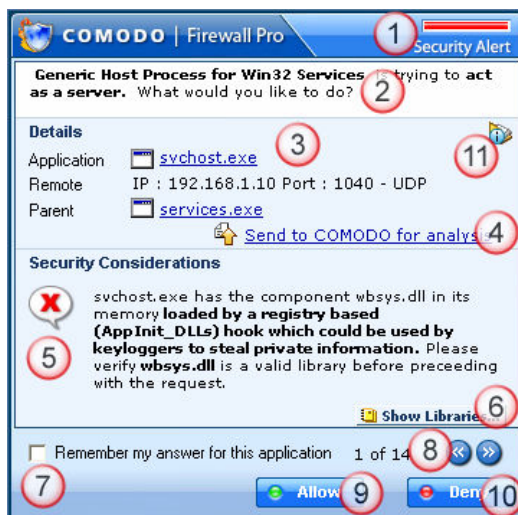 COMODO | Firewall Pro
1
Security Alert
Generic Host Process for Win32 Services is trying to act
as a server. What would you like to do?
2
Details
3
11
Application svchost.exe
Remote IP : 192.168.1.10 Port : 1040 - UDP
Parent services.exe
Send to COMODO for analysis
4
Security Considerations
svchost.exe has the component wbsys.dll in its
memory loaded by a registry based
(AppInit_DLLs) hook which could be used by
keyloggers to steal private information. Please
verify wbsys.dll is a valid library before preceeding
with the request.
5
Show Libraries...
6
Remember my answer for this application 1 of 14
8
7
Allow
9
Deny
10